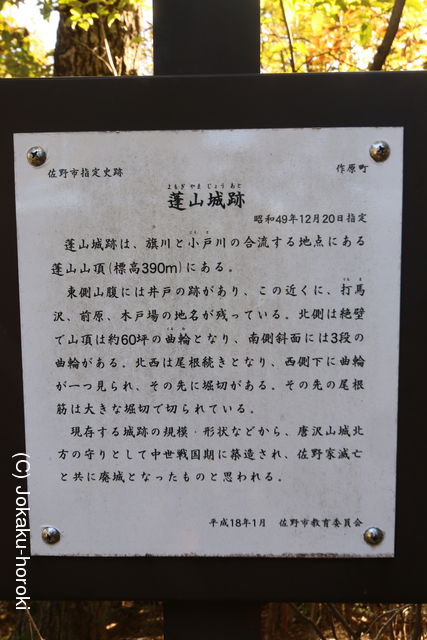 佐野市指定史跡
作原町
よもぎ やま じょう あと
蓬山城跡
昭和49年12月20日指定
蓬山城跡は、旗川と小戸川の合流する地点にある
蓬山山頂（標高390m）にある。
東側山腹には井戸の跡があり、この近くに、打馬
沢、前原、木戸場の地名が残っている。北側は絶壁
で山頂は約60坪の曲輪となり、南側斜面には3段の
曲輪がある。北西は尾根続きとなり、西側下に曲輪
が一つ見られ、その先に堀切がある。その先の尾根
筋は大きな堀切で切られている。
現存する城跡の規模・形状などから、唐沢山城北
方の守りとして中世戦国期に築造され、佐野家滅亡
と共に廃城となったものと思われる。
平成18年1月 佐野市教育委員会
(C) Jokaku-horoki